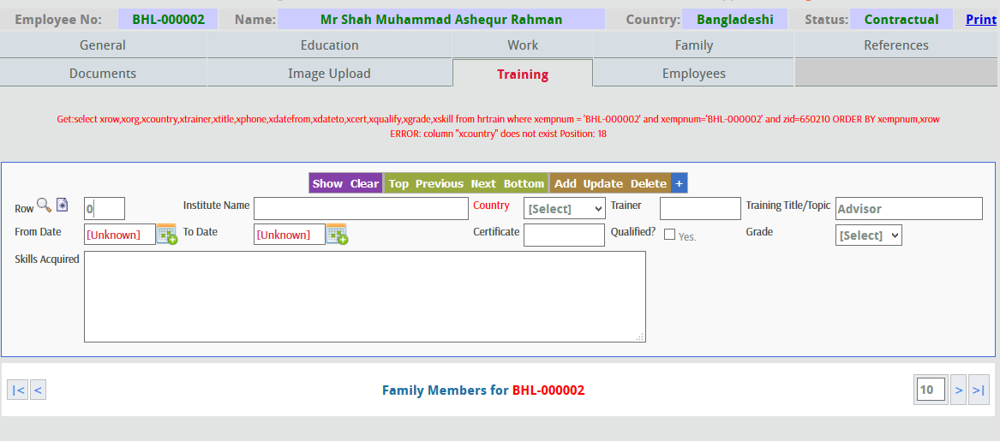 Employee No: BHL-000002 Name: Mr Shah Muhammad Ashequr Rahman Country: Bangladeshi Status: Contractual Print
General Education Work Family References
Documents Image Upload Training Employees
Get:select xrow,xorg,xcountry,xtrainer,xtitle,xphone,xdatefrom,xdateto,xcert,xqualify,xgrade,xskill from hrtrain where xempnum = 'BHL-000002' and xempnum='BHL-000002' and zid=650210 ORDER BY xempnum,xrow
ERROR: column "xcountry" does not exist Position: 18
Show Clear Top Previous Next Bottom Add Update Delete +
Row 0 Institute Name Country [Select] Trainer Training Title/Topic Advisor
From Date [Unknown] To Date [Unknown] Certificate Qualified? Yes. Grade [Select]
Skills Acquired
|< < Family Members for BHL-000002 10 > >|